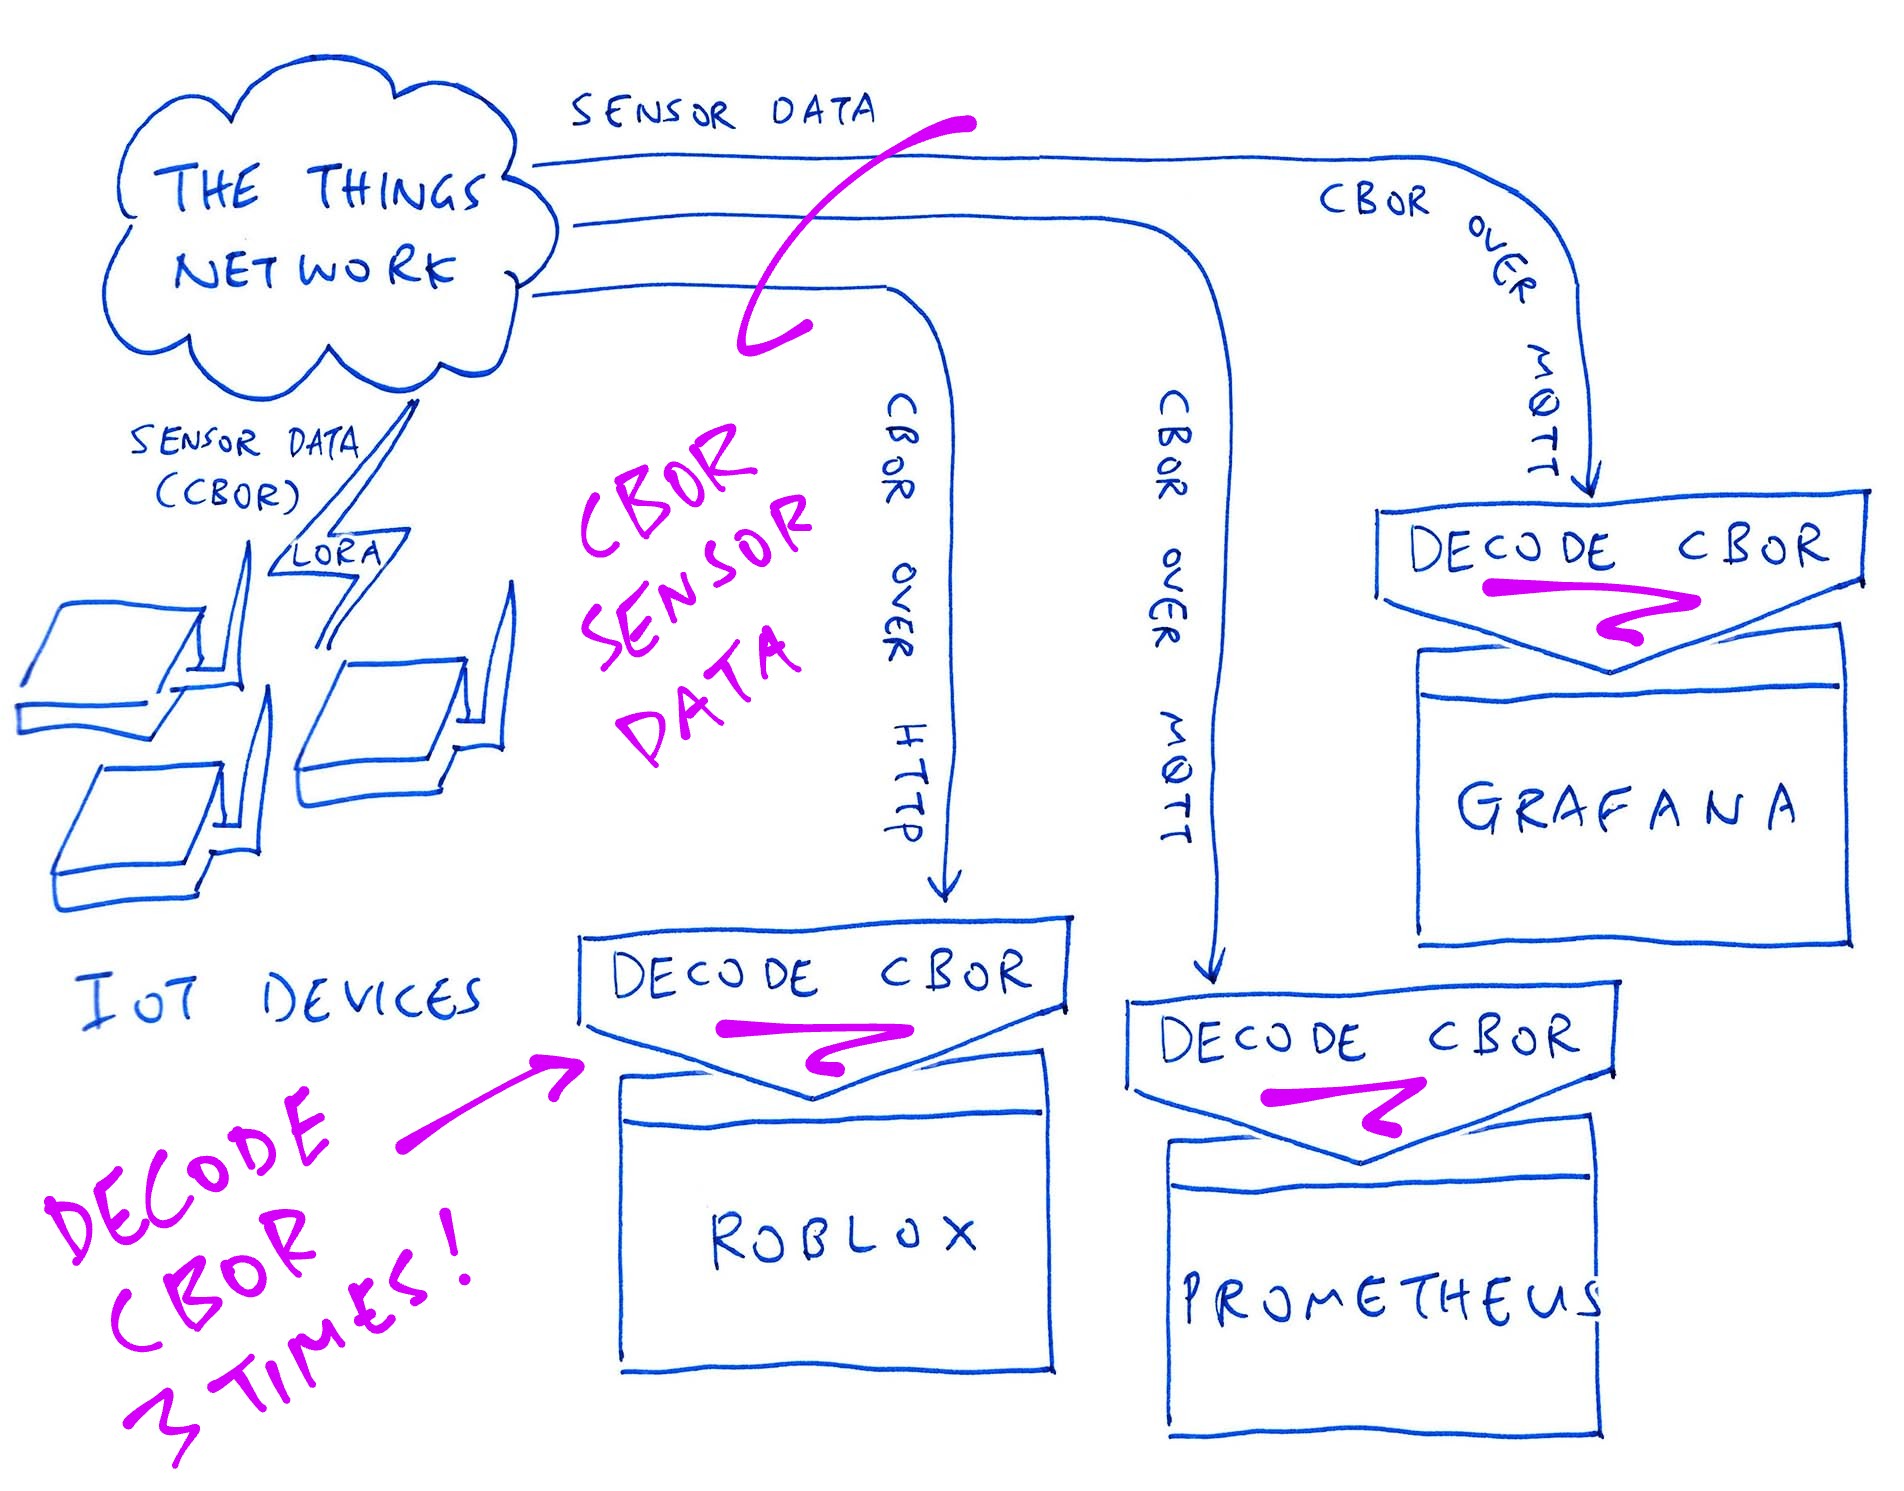 SENSOR DATA
THE THINGS
NETWORK
CBOR OVER MQTT
SENSOR DATA
(CBOR)
LORA
CBOR
SENSOR
DATA
CBOR OVER HTTP
CBOR OVER MQTT
DECODE CBOR
GRAFANA
IOT DEVICES
DECODE CBOR
ROBLOX
DECODE CBOR
PROMETHEUS
DECODE
CBOR
3 TIMES!